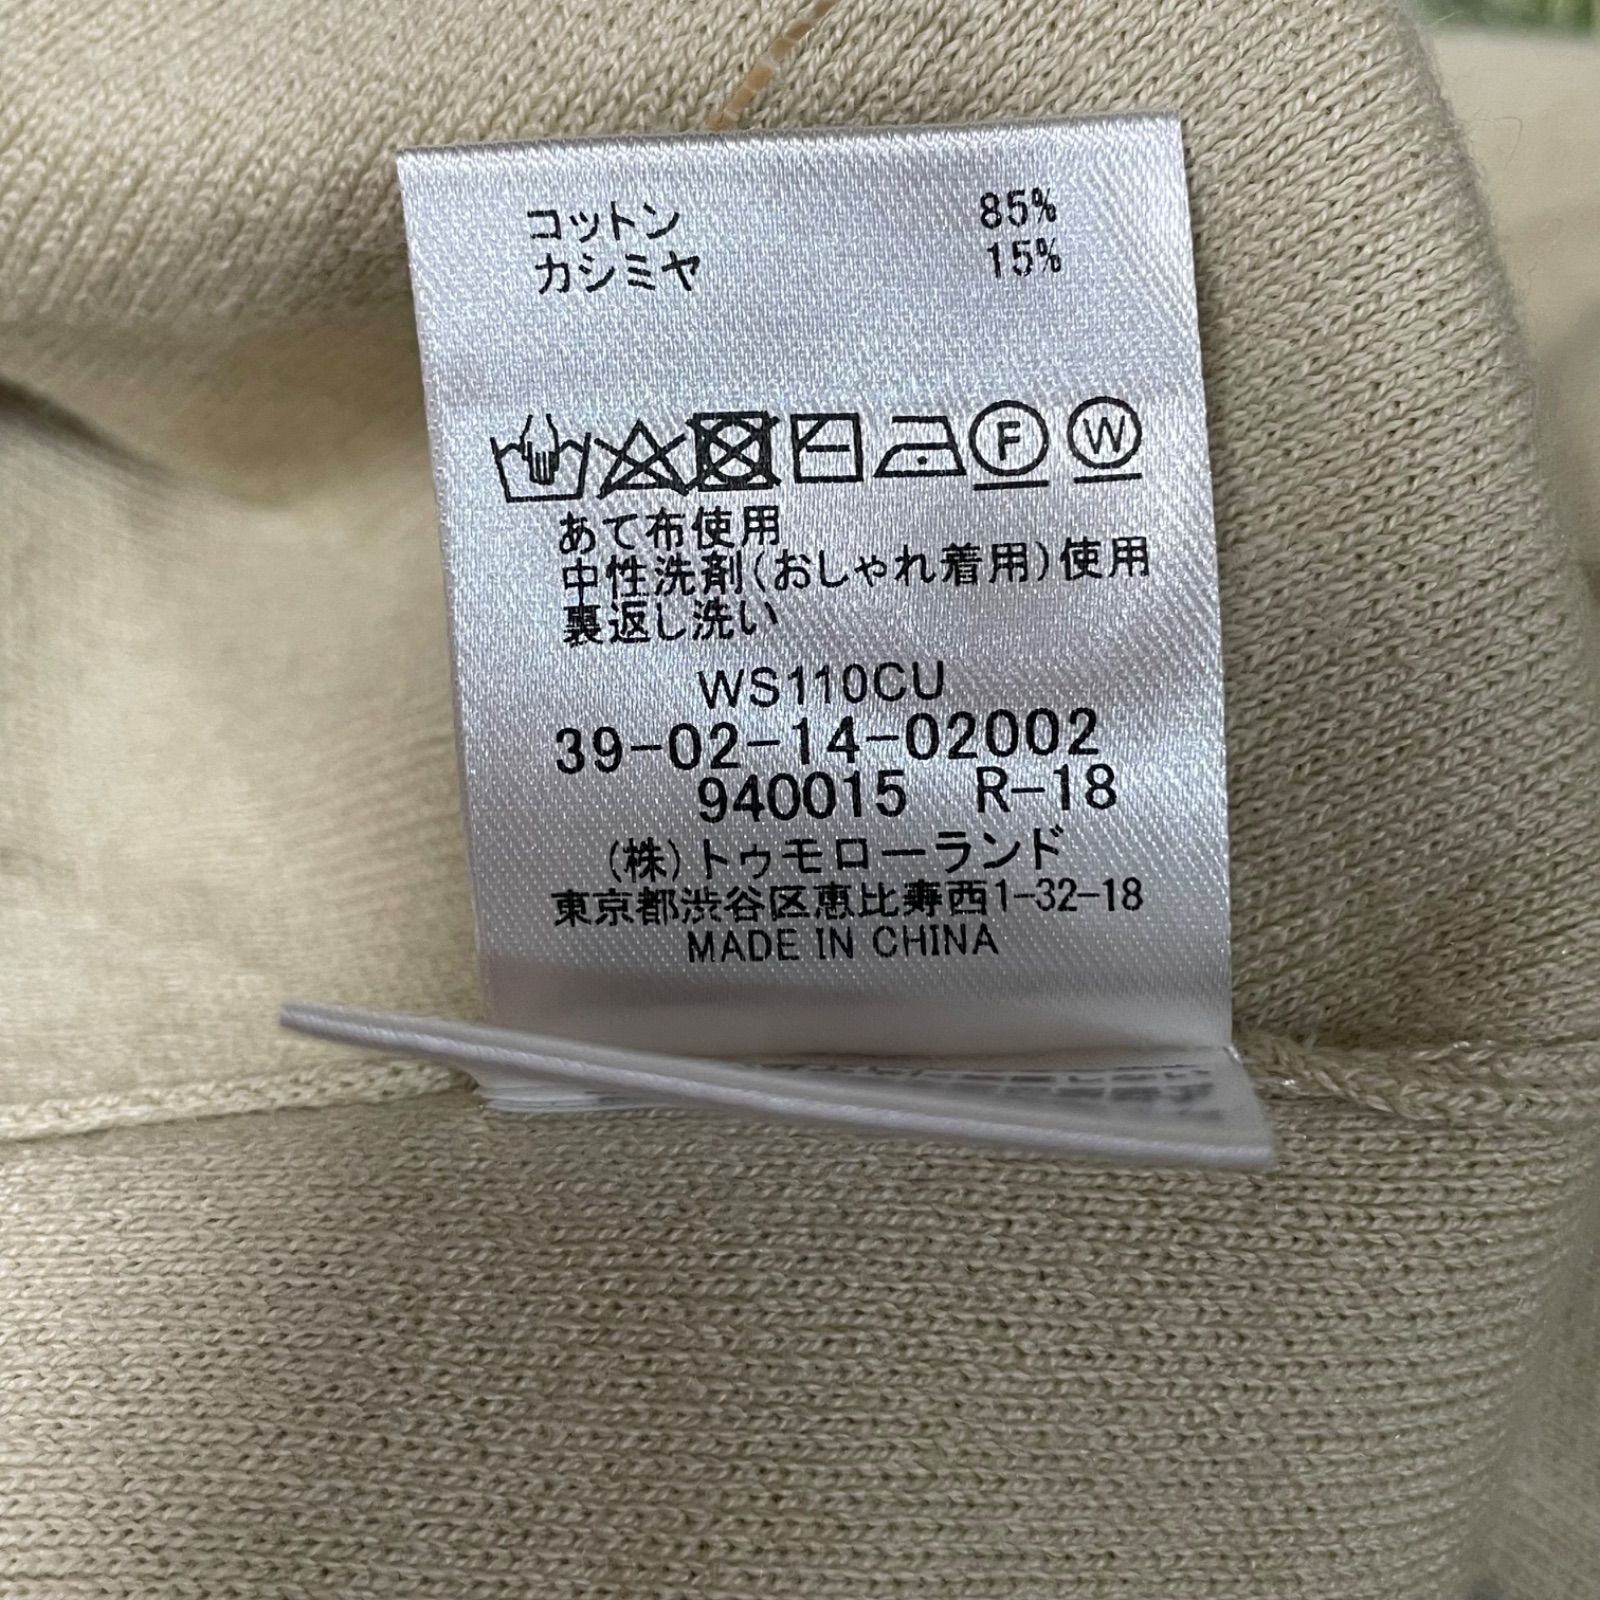 コットン 85%
カシミヤ 15%
F W
あて布使用
中性洗剤(おしゃれ着用)使用
裏返し洗い
WS110CU
39-02-14-02002
940015 R-18
(株)トゥモローランド
東京都渋谷区恵比寿西1-32-18
MADE IN CHINA